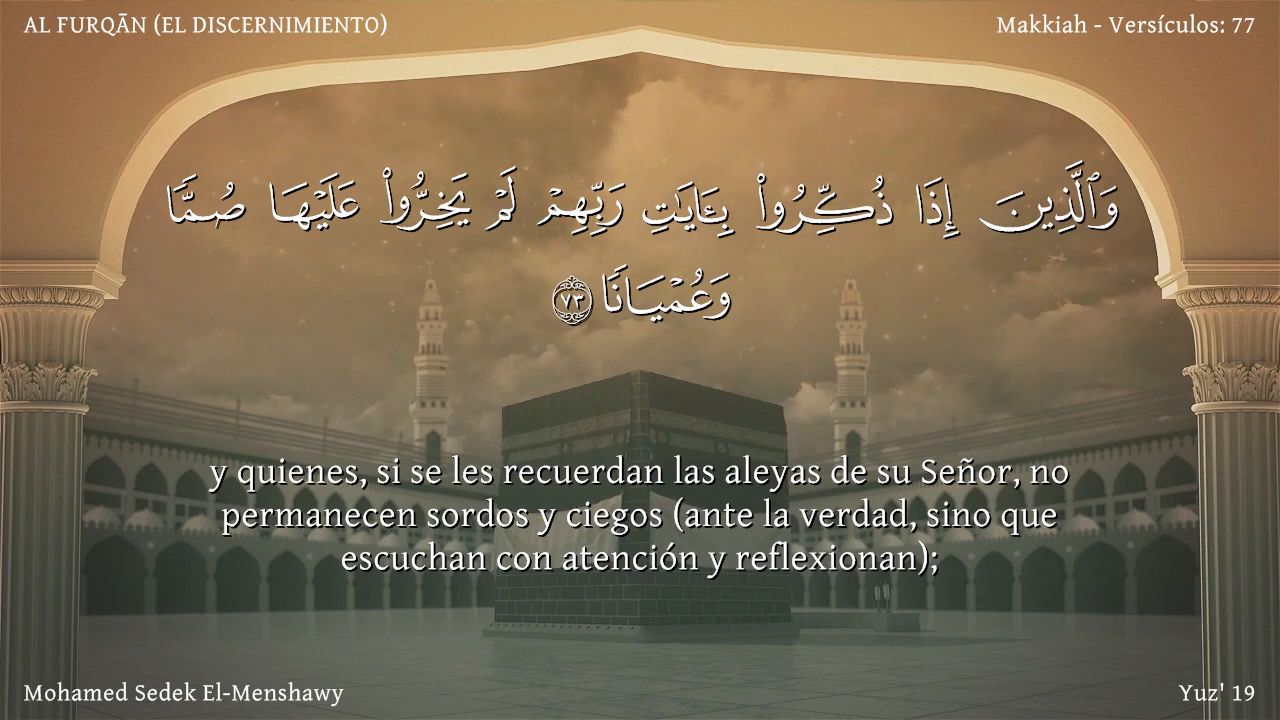 AL FURQĀN (EL DISCERNIMIENTO)
Makkiah - Versículos: 77
وَٱلَّذِينَ إِذَا ذُكِّرُوا۟ بِـَٔايَـٰتِ رَبِّهِمْ لَمْ يَخِرُّوا۟ عَلَيْهَا صُمًّا
وَعُمْيَانًا ٧٣
y quienes, si se les recuerdan las aleyas de su Señor, no
permanecen sordos y ciegos (ante la verdad, sino que
escuchan con atención y reflexionan);
Mohamed Sedek El-Menshawy
Yuz' 19